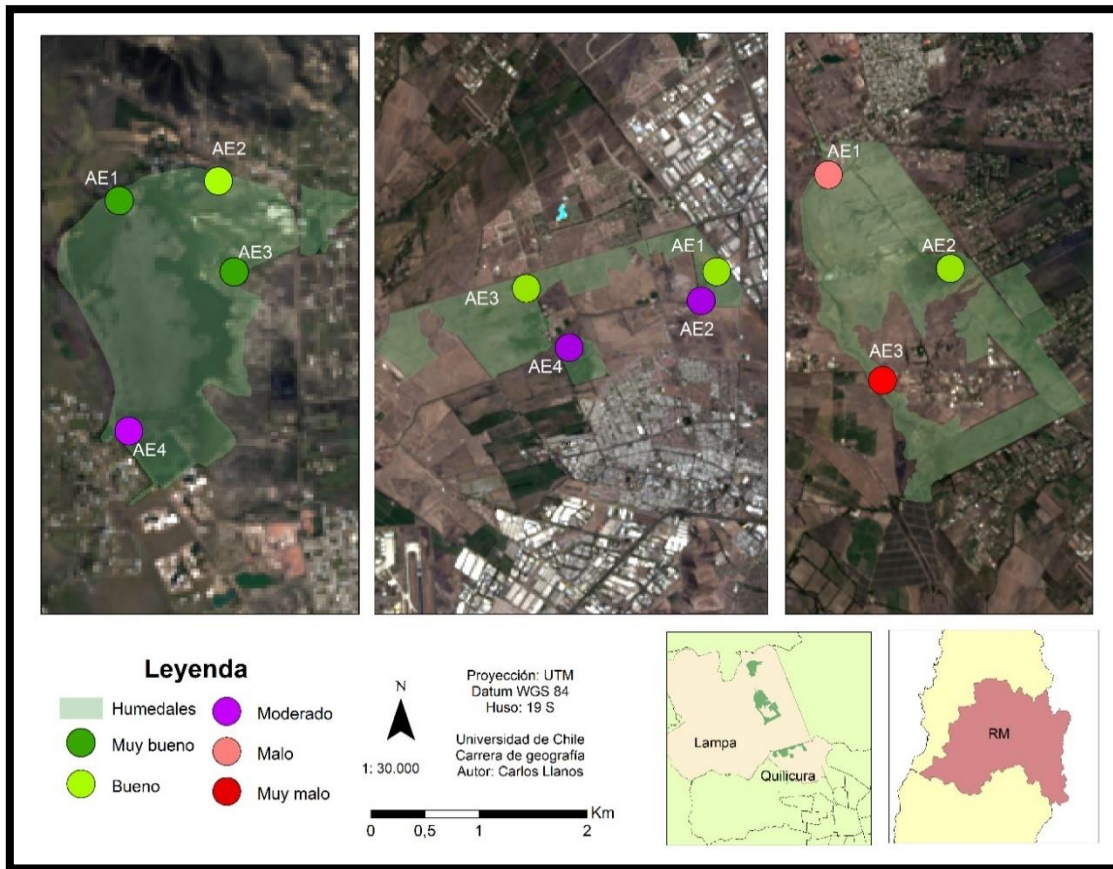 AE1
AE2
AE3
AE4
AE1
AE2
AE3
AE4
AE1
AE2
AE3
Leyenda
Humedales
Muy bueno
Bueno
Moderado
Malo
Muy malo
N
1: 30.000
Proyección: UTM
Datum WGS 84
Huso: 19 S
Universidad de Chile
Carrera de geografía
Autor: Carlos Llanos
Km
0 0,5 1 2
Lampa
Quilicura
RM